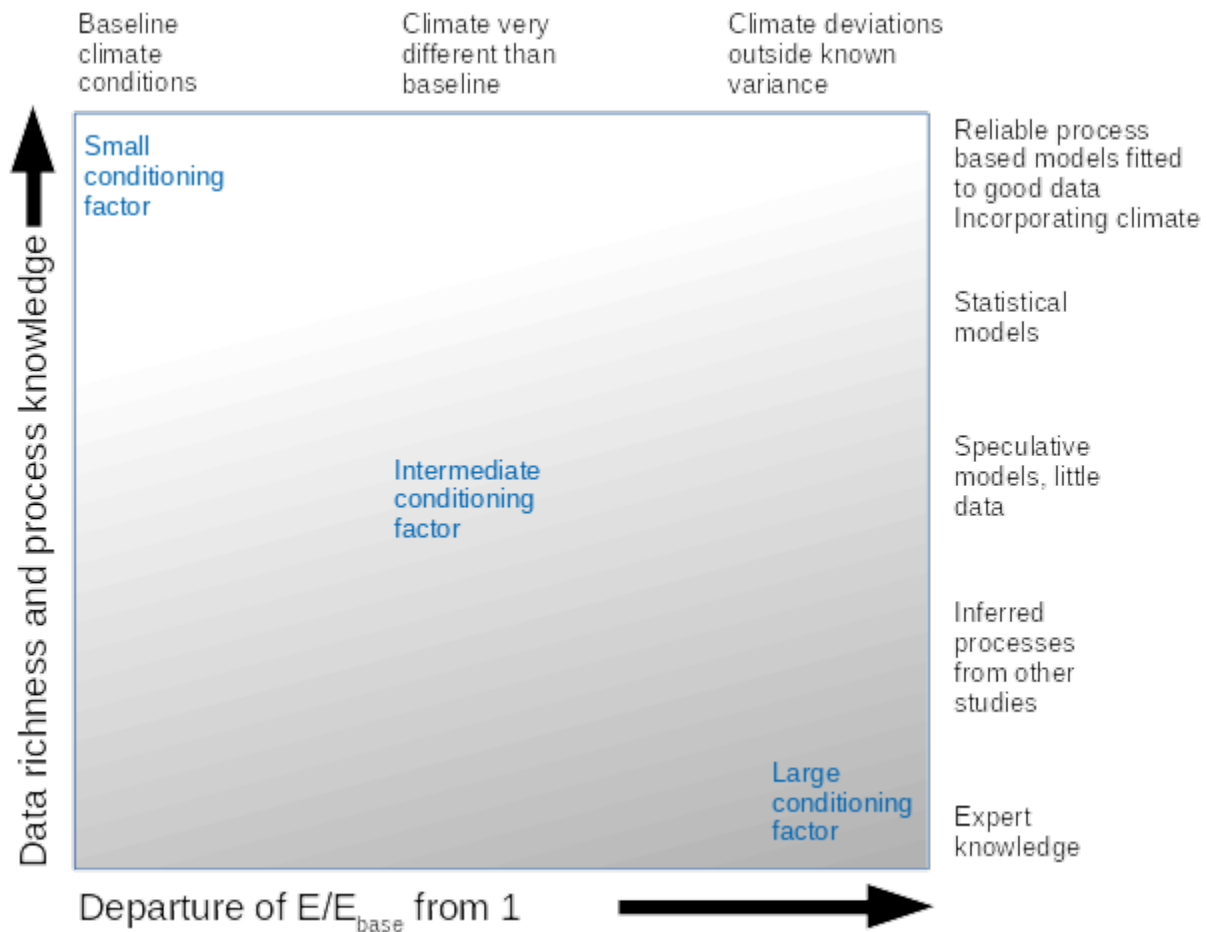 Baseline
climate
conditions
Climate very
different than
baseline
Climate deviations
outside known
variance
Data richness and process knowledge
Small
conditioning
factor
Intermediate
conditioning
factor
Large
conditioning
factor
Reliable process
based models fitted
to good data
Incorporating climate
Statistical
models
Speculative
models, little
data
Inferred
processes
from other
studies
Expert
knowledge
Departure of E/Ebase from 1